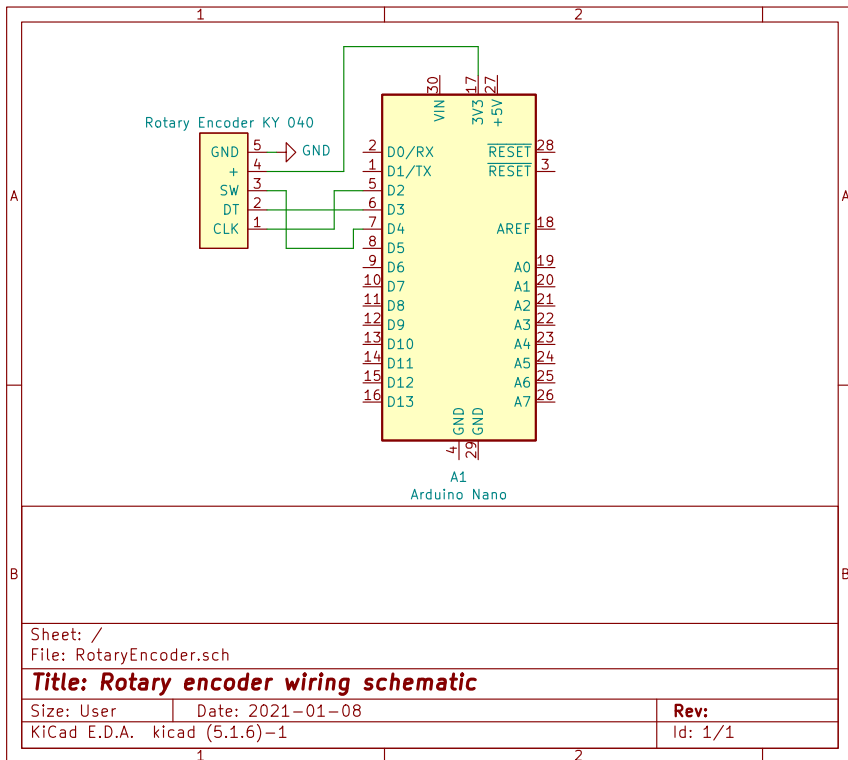 1 2
30 17 27
VIN 3V3 +5V
Rotary Encoder KY 040
GND 5 GND
+ 4
SW 3
DT 2
CLK 1
2 D0/RX RESET 28
1 D1/TX RESET 3
5 D2
6 D3
7 D4 AREF 18
8 D5
9 D6 A0 19
10 D7 A1 20
11 D8 A2 21
12 D9 A3 22
13 D10 A4 23
14 D11 A5 24
15 D12 A6 25
16 D13 A7 26
GND GND
4 29
A1
Arduino Nano
A A
B B
Sheet: /
File: RotaryEncoder.sch
Title: Rotary encoder wiring schematic
Size: User Date: 2021-01-08 Rev:
KiCad E.D.A. kicad (5.1.6)-1 Id: 1/1
1 2